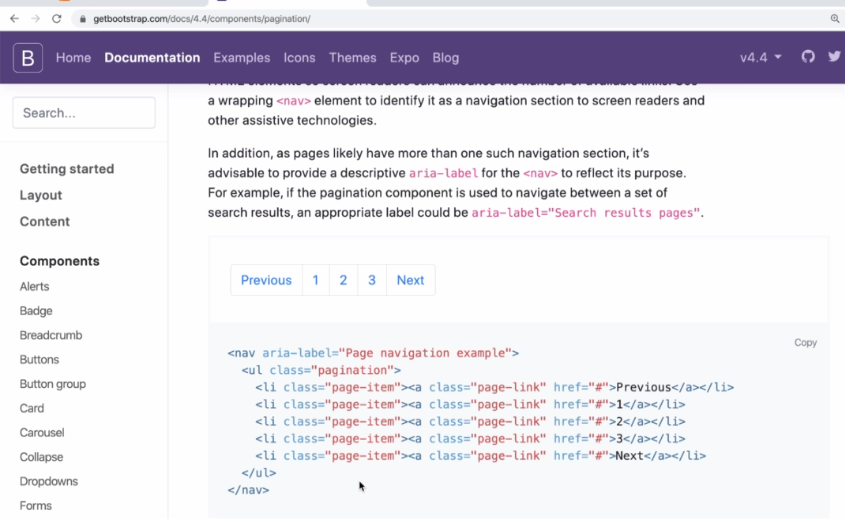 getbootstrap.com/docs/4.4/components/pagination/
B Home Documentation Examples Icons Themes Expo Blog v4.4
Search...
Getting started
Layout
Content
Components
Alerts
Badge
Breadcrumb
Buttons
Button group
Card
Carousel
Collapse
Dropdowns
Forms
a wrapping <nav> element to identify it as a navigation section to screen readers and
other assistive technologies.
In addition, as pages likely have more than one such navigation section, it's
advisable to provide a descriptive aria-label for the <nav> to reflect its purpose.
For example, if the pagination component is used to navigate between a set of
search results, an appropriate label could be aria-label="Search results pages".
Previous 1 2 3 Next
Copy
<nav aria-label="Page navigation example">
  <ul class="pagination">
    <li class="page-item"><a class="page-link" href="#">Previous</a></li>
    <li class="page-item"><a class="page-link" href="#">1</a></li>
    <li class="page-item"><a class="page-link" href="#">2</a></li>
    <li class="page-item"><a class="page-link" href="#">3</a></li>
    <li class="page-item"><a class="page-link" href="#">Next</a></li>
  </ul>
</nav>